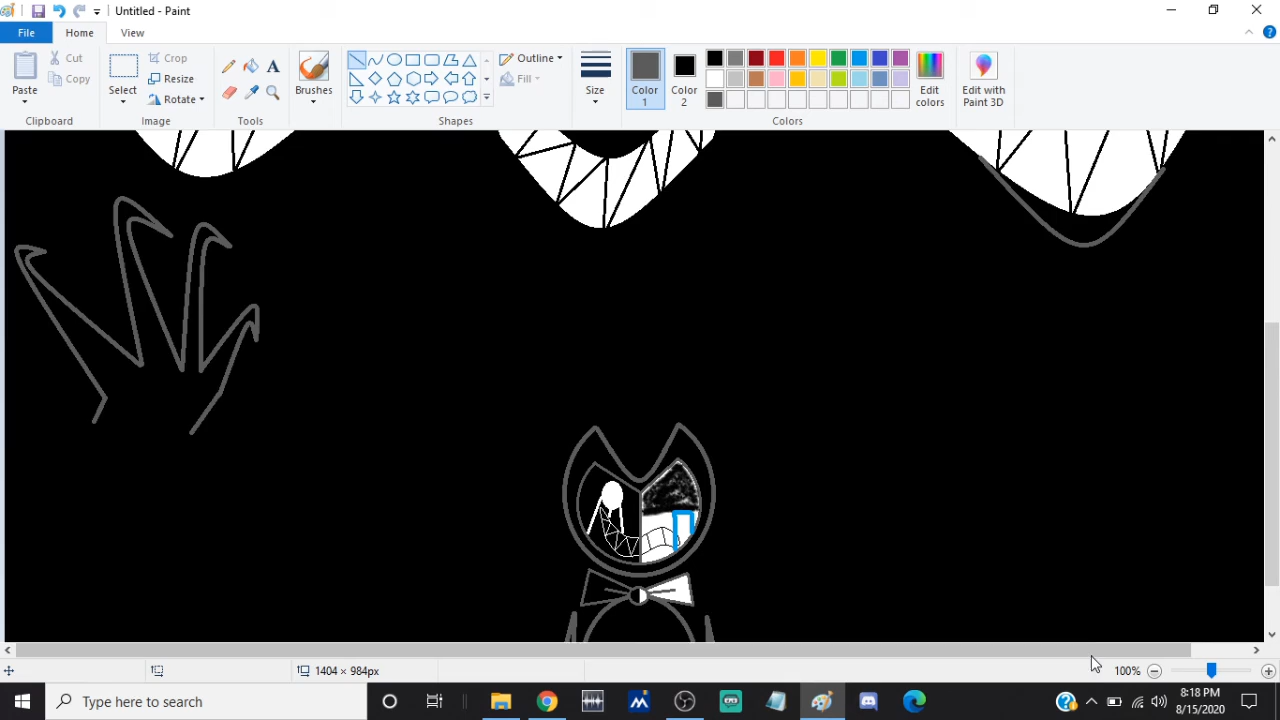 Untitled - Paint
File
Home
View
Paste
Cut
Copy
Clipboard
Select
Crop
Resize
Rotate
Image
A
Tools
Brushes
Shapes
Outline
Fill
Size
Color 1
Color 2
Colors
Edit colors
Edit with Paint 3D
1404 × 984px
100%
Type here to search
8:18 PM
8/15/2020